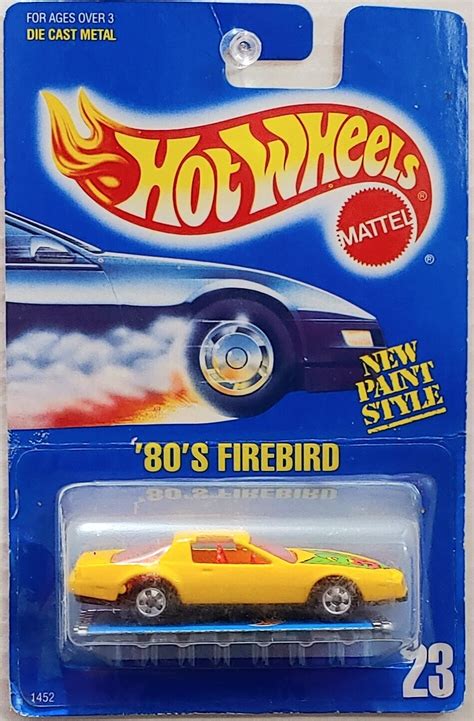 FOR AGES OVER 3
DIE CAST METAL
HOT WHEELS
®
MATTEL
®
NEW
PAINT
STYLE
'80'S FIREBIRD
'80'S FIREBIRD
23
1452